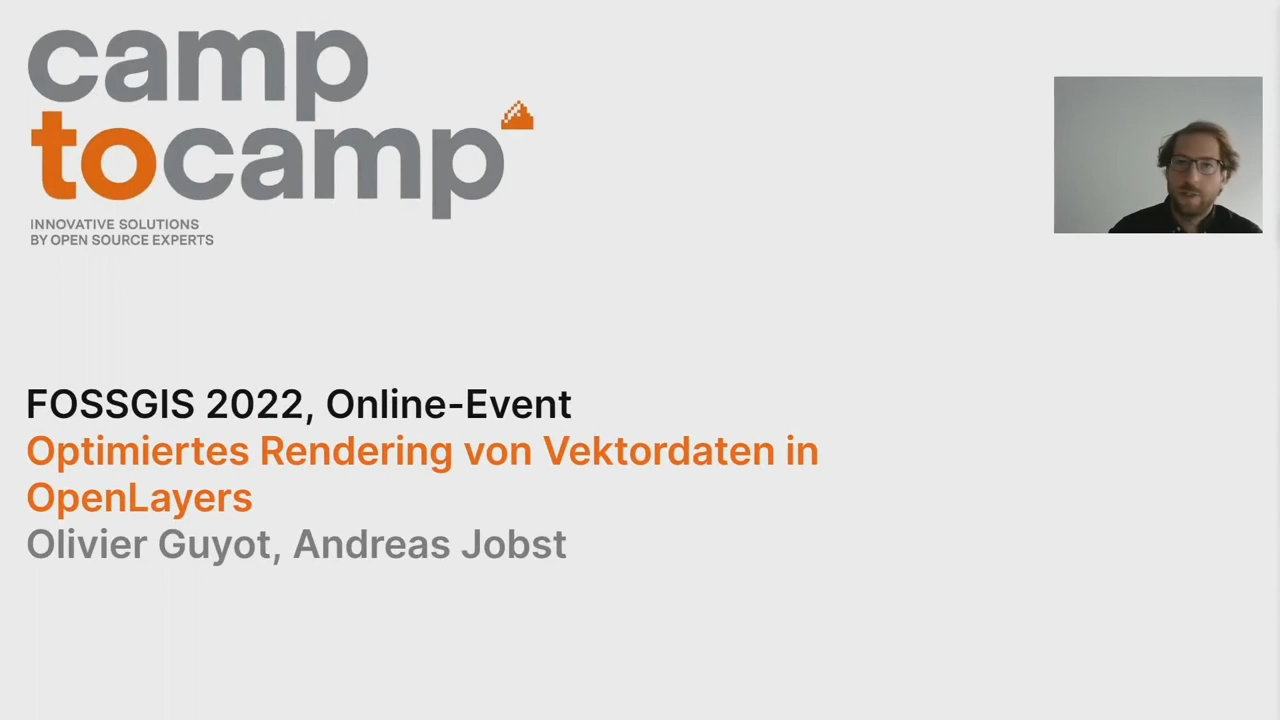 camp
tocamp
INNOVATIVE SOLUTIONS
BY OPEN SOURCE EXPERTS
FOSSGIS 2022, Online-Event
Optimiertes Rendering von Vektordaten in
OpenLayers
Olivier Guyot, Andreas Jobst